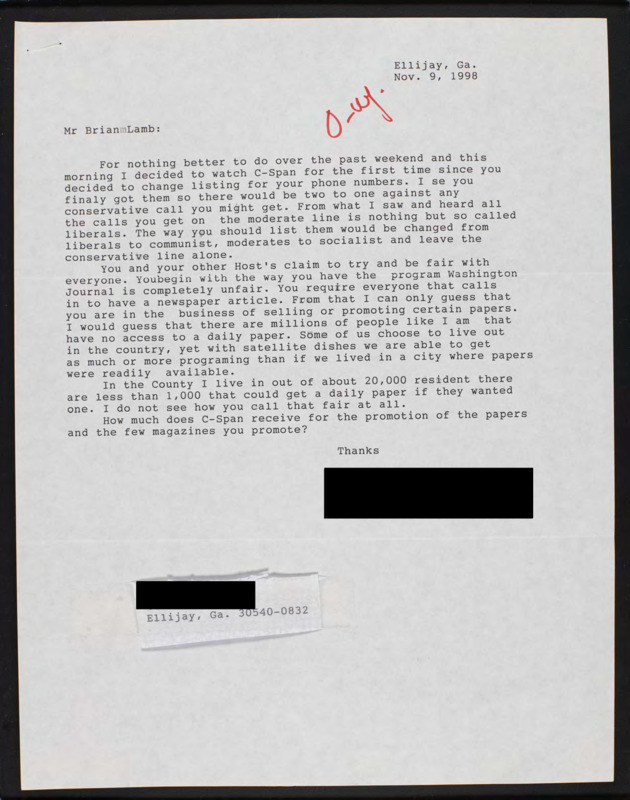 Ellijay, Ga.
Nov. 9, 1998
O-wj.
Mr Brian Lamb:
For nothing better to do over the past weekend and this
morning I decided to watch C-Span for the first time since you
decided to change listing for your phone numbers. I se you
finaly got them so there would be two to one against any
conservative call you might get. From what I saw and heard all
the calls you get on the moderate line is nothing but so called
liberals. The way you should list them would be changed from
liberals to communist, moderates to socialist and leave the
conservative line alone.
You and your other Host's claim to try and be fair with
everyone. Youbegin with the way you have the program Washington
Journal is completely unfair. You require everyone that calls
in to have a newspaper article. From that I can only guess that
you are in the business of selling or promoting certain papers.
I would guess that there are millions of people like I am that
have no access to a daily paper. Some of us choose to live out
in the country, yet with satellite dishes we are able to get
as much or more programing than if we lived in a city where papers
were readily available.
In the County I live in out of about 20,000 resident there
are less than 1,000 that could get a daily paper if they wanted
one. I do not see how you call that fair at all.
How much does C-Span receive for the promotion of the papers
and the few magazines you promote?
Thanks
Ellijay, Ga. 30540-0832